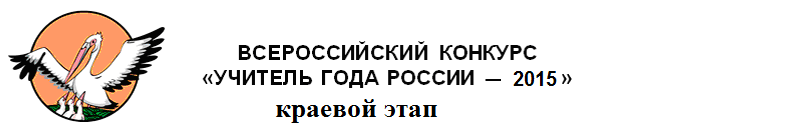 ВСЕРОССИЙСКИЙ КОНКУРС
«УЧИТЕЛЬ ГОДА РОССИИ — 2015»
краевой этап